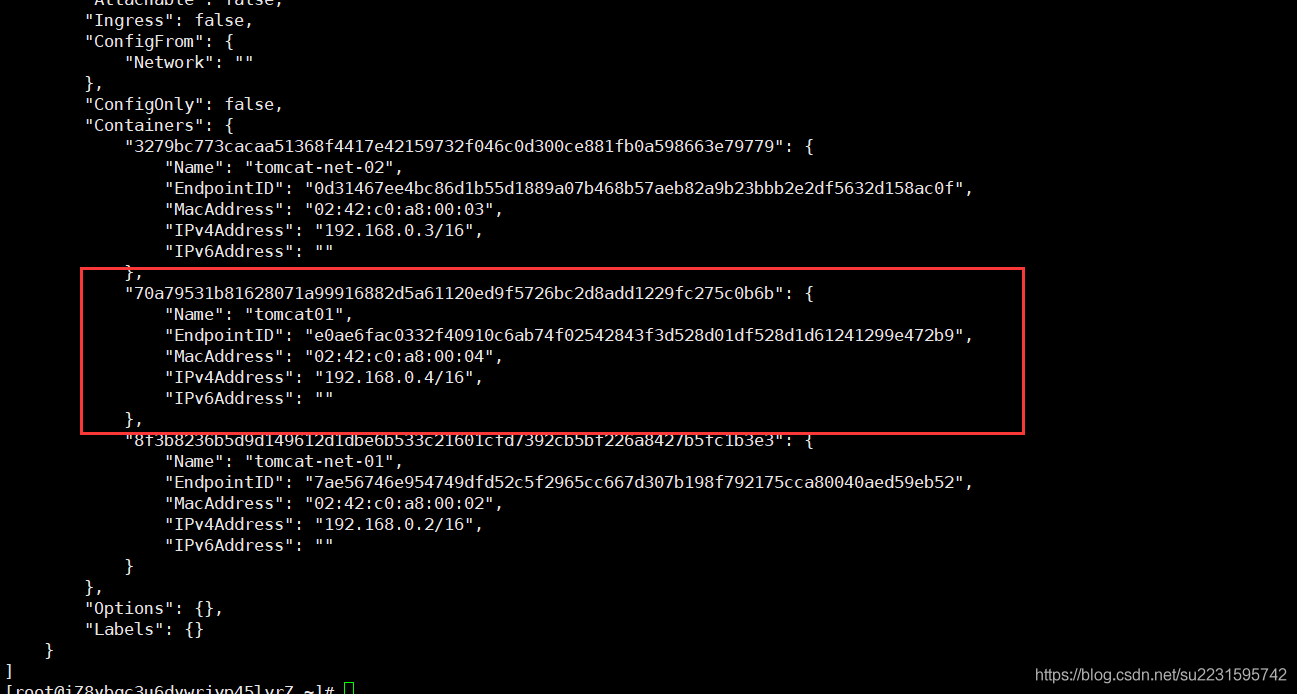 "Attachable": false,
"Ingress": false,
"ConfigFrom": {
"Network": ""
},
"ConfigOnly": false,
"Containers": {
"3279bc773cacaa51368f4417e42159732f046c0d300ce881fb0a598663e79779": {
"Name": "tomcat-net-02",
"EndpointID": "0d31467ee4bc86d1b55d1889a07b468b57aeb82a9b23bbb2e2df5632d158ac0f",
"MacAddress": "02:42:c0:a8:00:03",
"IPv4Address": "192.168.0.3/16",
"IPv6Address": ""
},
"70a79531b81628071a99916882d5a61120ed9f5726bc2d8add1229fc275c0b6b": {
"Name": "tomcat01",
"EndpointID": "e0ae6fac0332f40910c6ab74f02542843f3d528d01df528d1d61241299e472b9",
"MacAddress": "02:42:c0:a8:00:04",
"IPv4Address": "192.168.0.4/16",
"IPv6Address": ""
},
"8f3b8236b5d9d149612d1dbe6b533c21601cfd7392cb5bf226a8427b5fc1b3e3": {
"Name": "tomcat-net-01",
"EndpointID": "7ae56746e954749dfd52c5f2965cc667d307b198f792175cca80040aed59eb52",
"MacAddress": "02:42:c0:a8:00:02",
"IPv4Address": "192.168.0.2/16",
"IPv6Address": ""
}
},
"Options": {},
"Labels": {}
}
]
~]#
https://blog.csdn.net/su2231595742